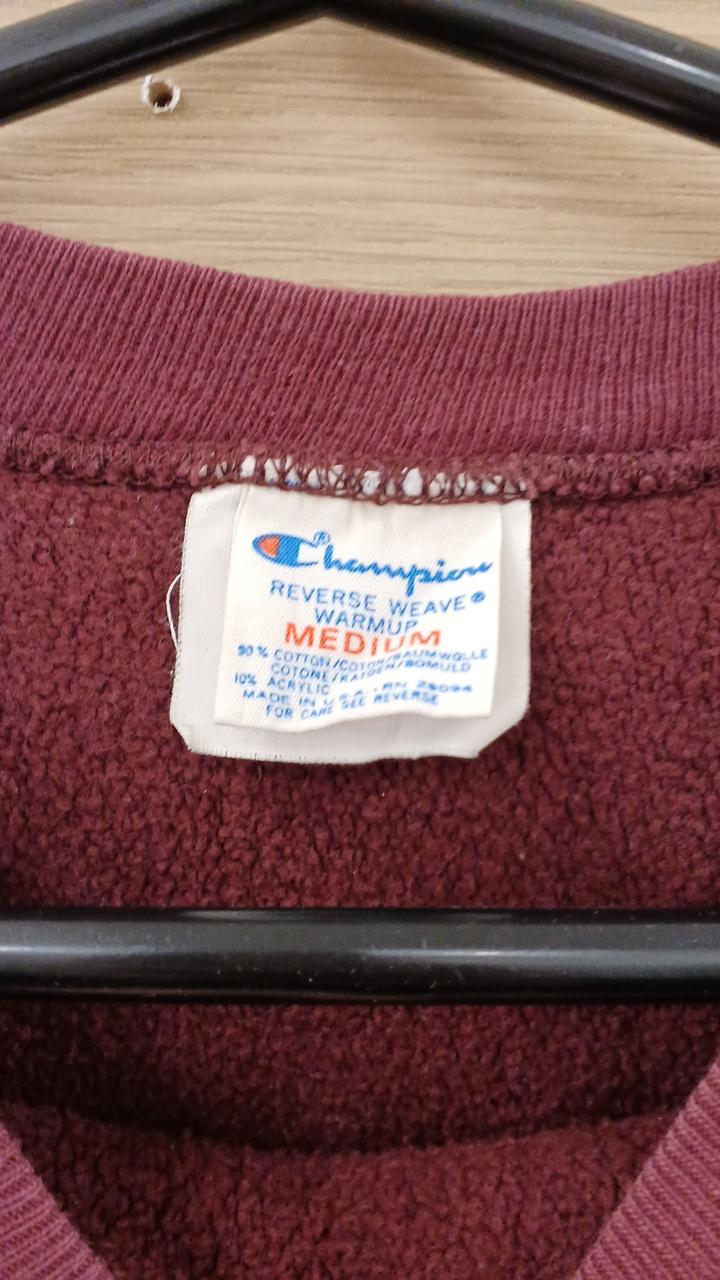 Champion®
REVERSE WEAVE®
WARMUP
MEDIUM
90% COTTON/COTON/BAUMWOLLE
COTONE/KATOEN/BOMULD
10% ACRYLIC
MADE IN U.S.A. · RN 26094
FOR CARE SEE REVERSE